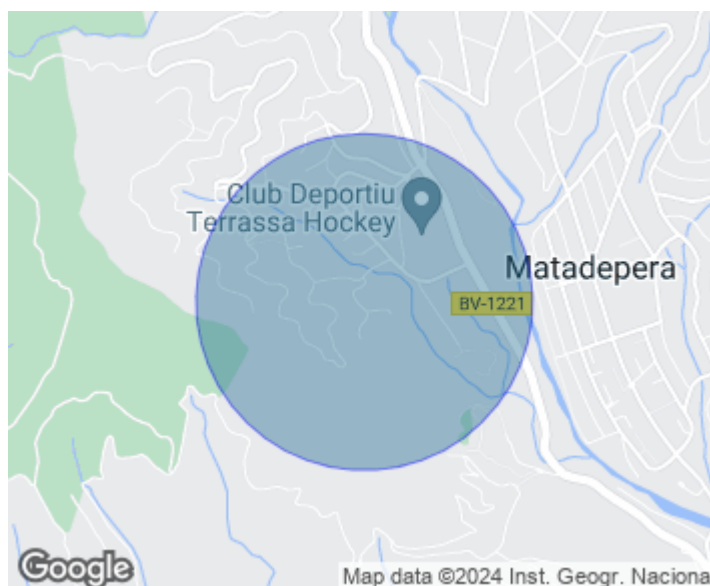 Club Deportiu
Terrassa Hockey
Matadepera
BV-1221
Google
Map data ©2024 Inst. Geogr. Naciona